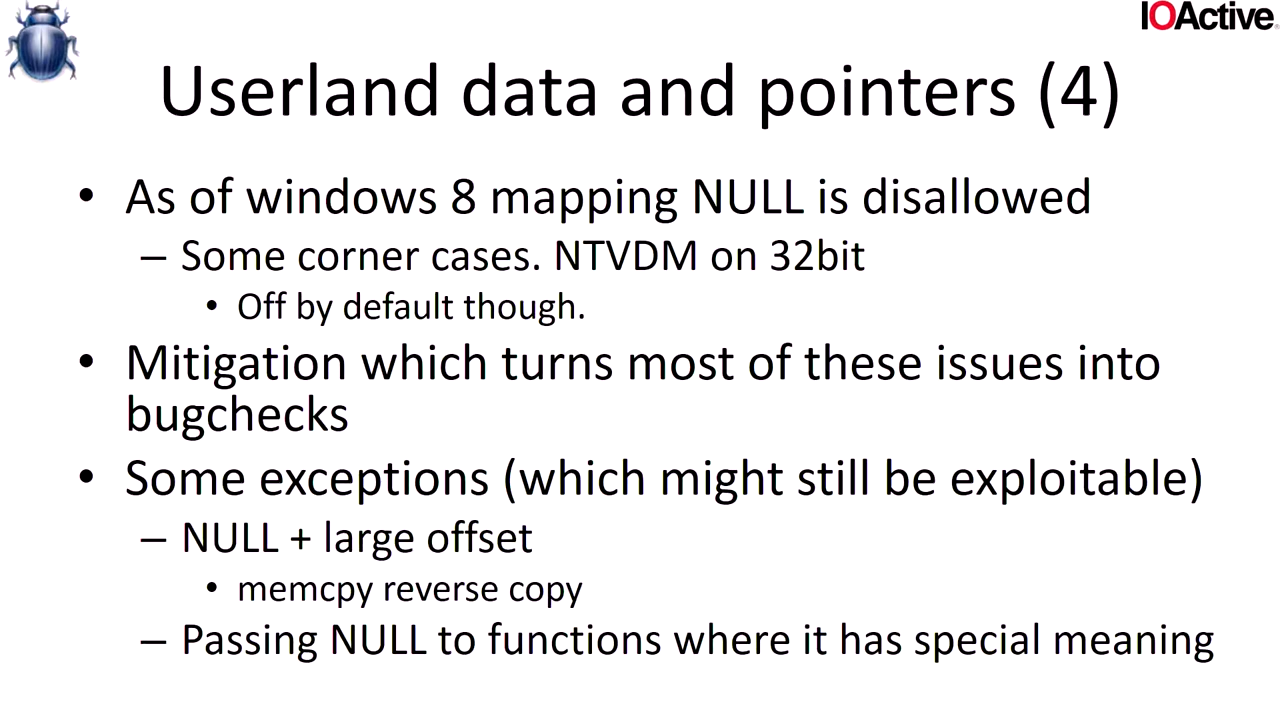 IOActive
Userland data and pointers (4)
• As of windows 8 mapping NULL is disallowed
– Some corner cases. NTVDM on 32bit
• Off by default though.
• Mitigation which turns most of these issues into
bugchecks
• Some exceptions (which might still be exploitable)
– NULL + large offset
• memcpy reverse copy
– Passing NULL to functions where it has special meaning